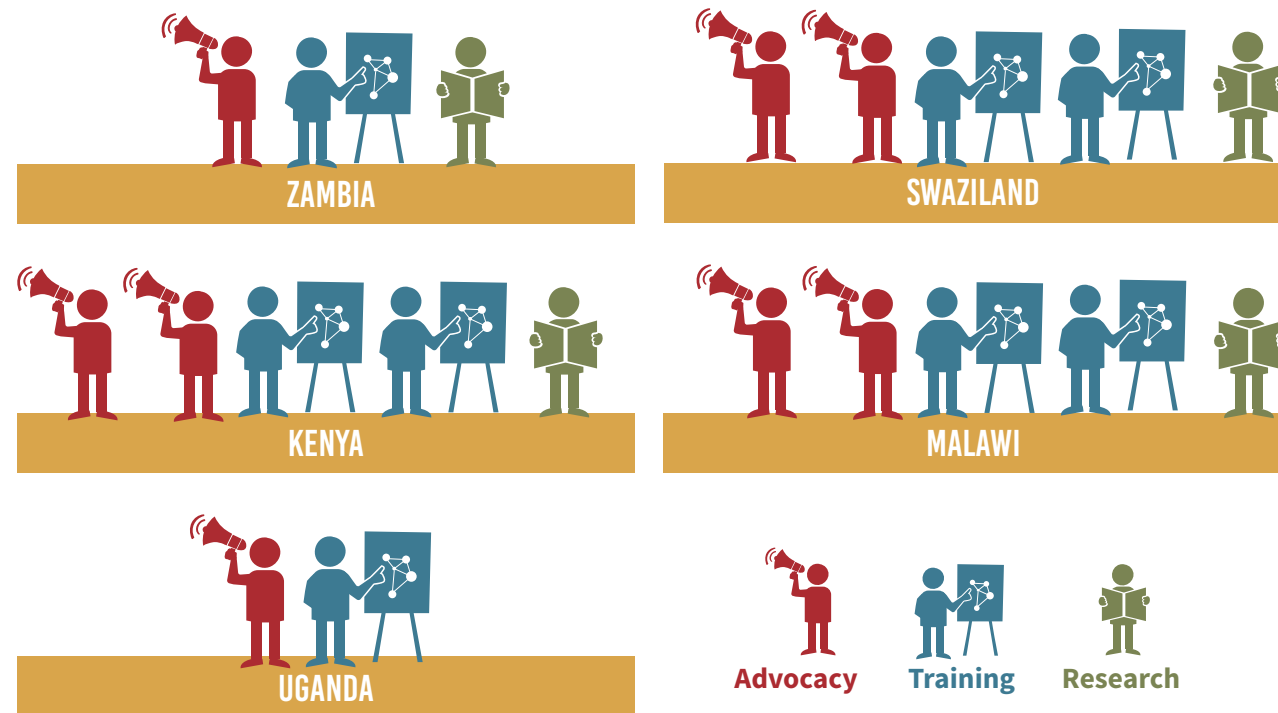 ZAMBIA
SWAZILAND
KENYA
MALAWI
UGANDA
Advocacy
Training
Research